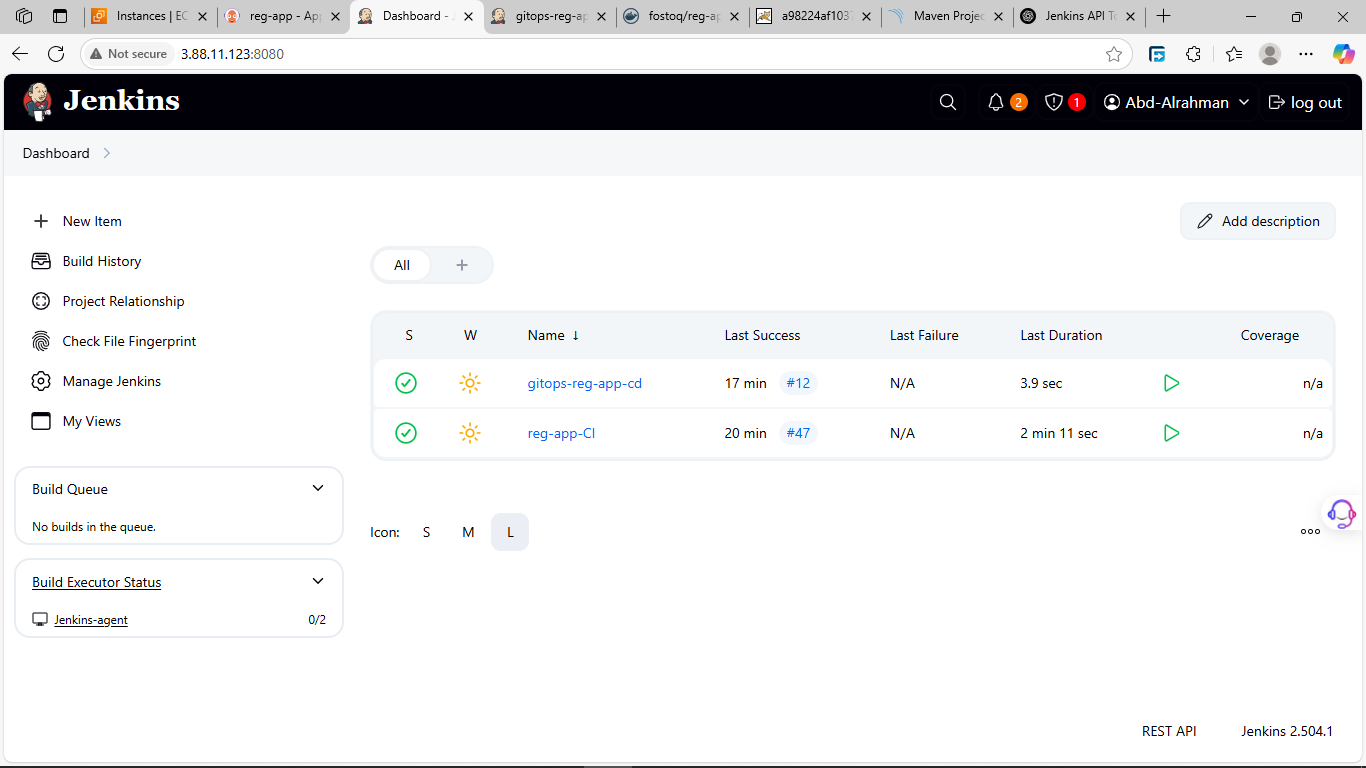 Instances | EC
reg-app - App
Dashboard - J
gitops-reg-ap
fostoq/reg-ap
a98224af1037
Maven Projec
Jenkins API To
Not secure 3.88.11.123:8080
Jenkins
2
1
Abd-Alrahman
log out
Dashboard
New Item
Build History
Project Relationship
Check File Fingerprint
Manage Jenkins
My Views
Build Queue
No builds in the queue.
Build Executor Status
Jenkins-agent 0/2
Add description
All +
S W Name ↓ Last Success Last Failure Last Duration Coverage
gitops-reg-app-cd 17 min #12 N/A 3.9 sec n/a
reg-app-CI 20 min #47 N/A 2 min 11 sec n/a
Icon: S M L
REST API Jenkins 2.504.1